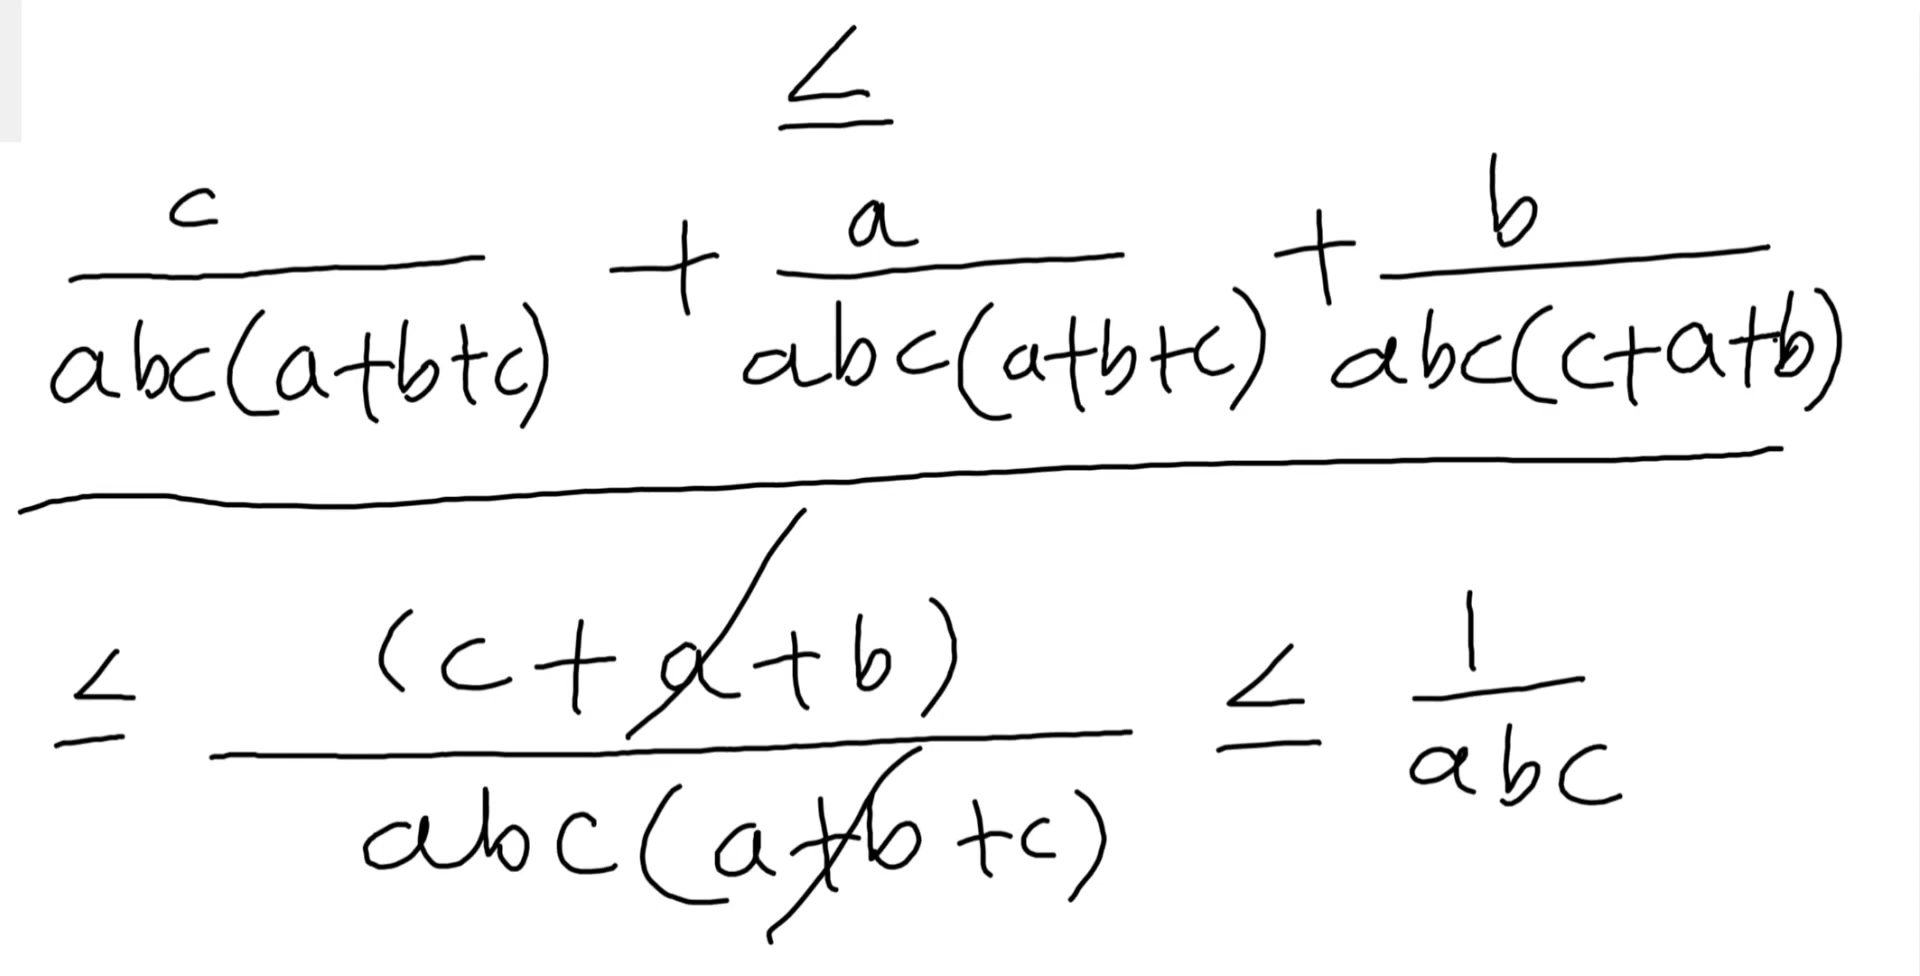 ≤
c/(abc(a+b+c)) + a/(abc(a+b+c)) + b/(abc(c+a+b))
≤ (c+a+b)/(abc(a+b+c)) ≤ 1/(abc)